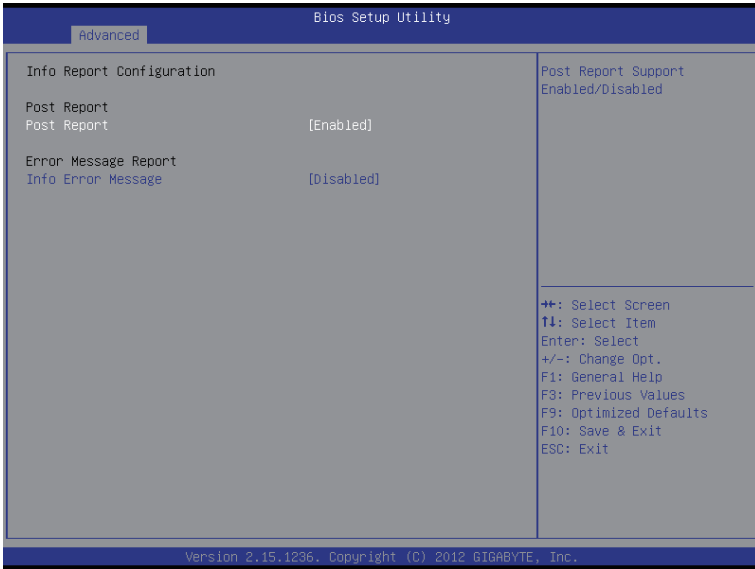 Bios Setup Utility
Advanced
Info Report Configuration
Post Report
Post Report [Enabled]
Error Message Report
Info Error Message [Disabled]
Post Report Support
Enabled/Disabled
→←: Select Screen
↑↓: Select Item
Enter: Select
+/-: Change Opt.
F1: General Help
F3: Previous Values
F9: Optimized Defaults
F10: Save & Exit
ESC: Exit
Version 2.15.1236. Copyright (C) 2012 GIGABYTE, Inc.